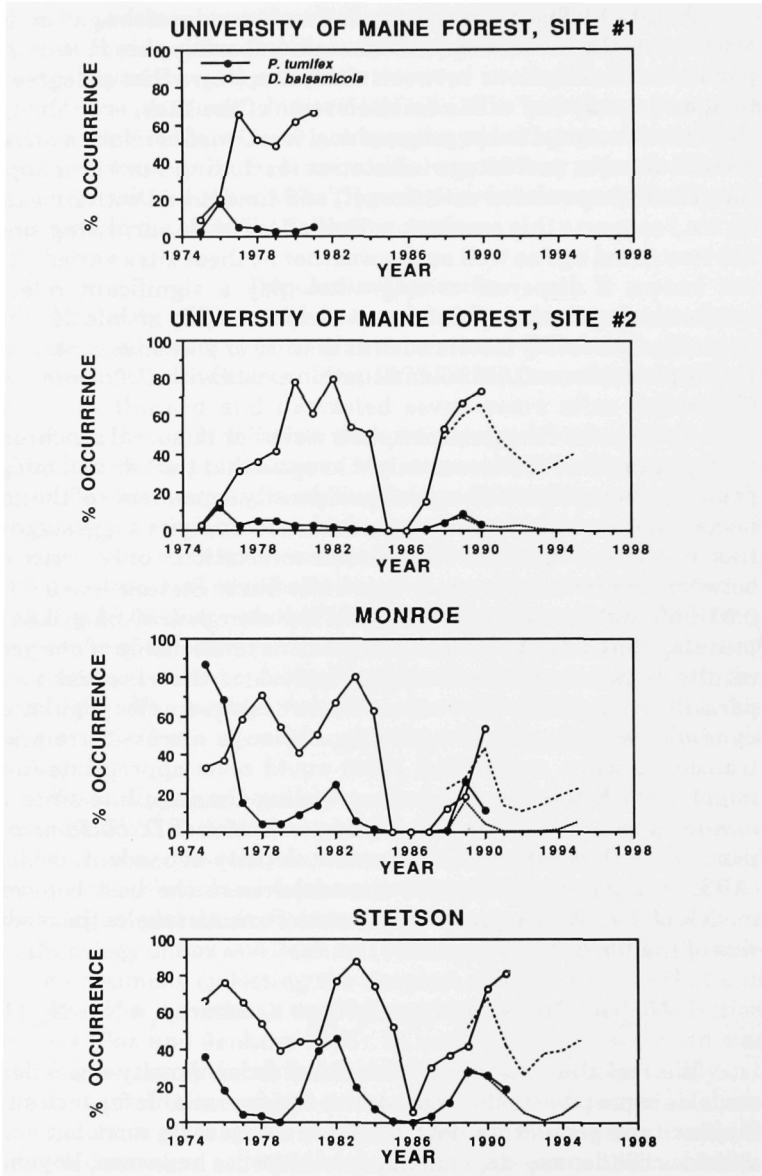 UNIVERSITY OF MAINE FOREST, SITE #1
% OCCURRENCE
100
80
60
40
20
0
P. tumifex
D. balsamicola
1974 1978 1982 1986 1990 1994 1998
YEAR
UNIVERSITY OF MAINE FOREST, SITE #2
% OCCURRENCE
100
80
60
40
20
0
1974 1978 1982 1986 1990 1994 1998
YEAR
MONROE
% OCCURRENCE
100
80
60
40
20
0
1974 1978 1982 1986 1990 1994 1998
YEAR
STETSON
% OCCURRENCE
100
80
60
40
20
0
1974 1978 1982 1986 1990 1994 1998
YEAR